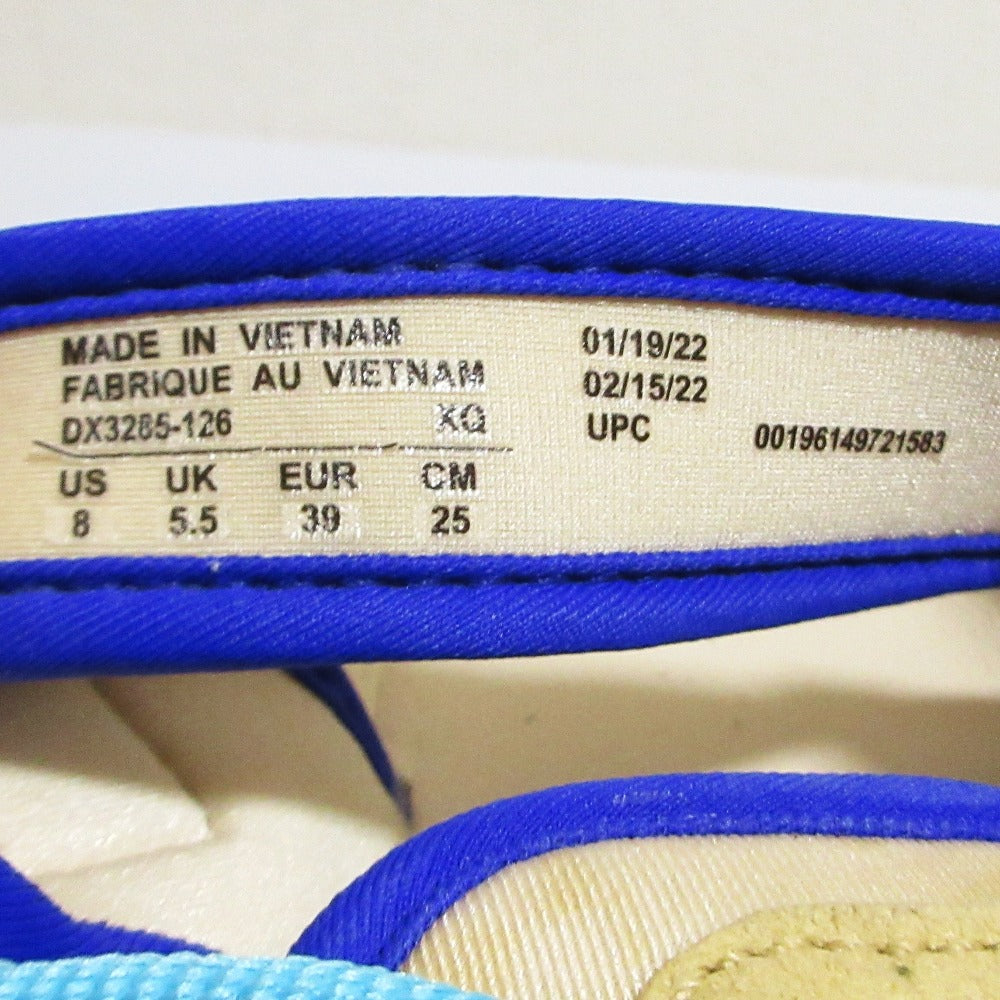 MADE IN VIETNAM
FABRiQUE AU VIETNAM
DX3285-126 XQ
US UK EUR CM
8 5.5 39 25
01/19/22
02/15/22
UPC 00196149721583